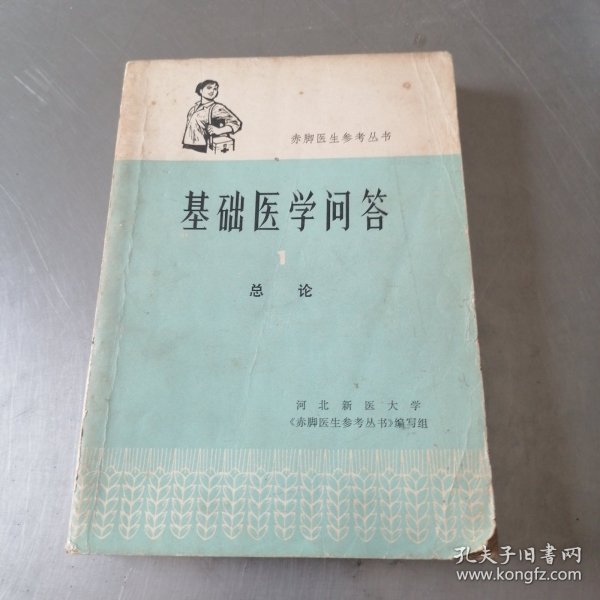 赤脚医生参考丛书
基础医学问答
1
总 论
河北新医大学
《赤脚医生参考丛书》编写组
孔夫子旧书网
www.kongfz.com